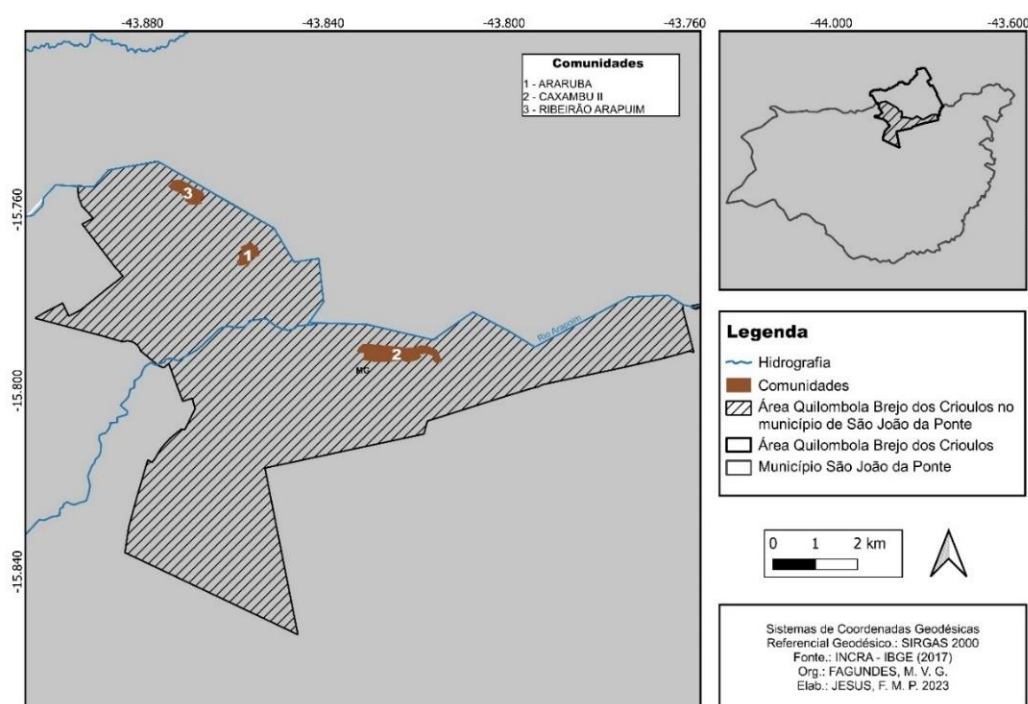 -43.880
-43.840
-43.800
-43.760
-44.000
-43.600
Comunidades
1 - ARARUBA
2 - CAXAMBU II
3 - RIBEIRÃO ARAPUIM
-15.760
-15.800
-15.840
3
1
2
MG
Rio Arapuim
Legenda
Hidrografia
Comunidades
Área Quilombola Brejo dos Crioulos no
município de São João da Ponte
Área Quilombola Brejo dos Crioulos
Município São João da Ponte
0 1 2 km
Sistemas de Coordenadas Geodésicas
Referencial Geodésico.: SIRGAS 2000
Fonte.: INCRA - IBGE (2017)
Org.: FAGUNDES, M. V. G.
Elab.: JESUS, F. M. P. 2023